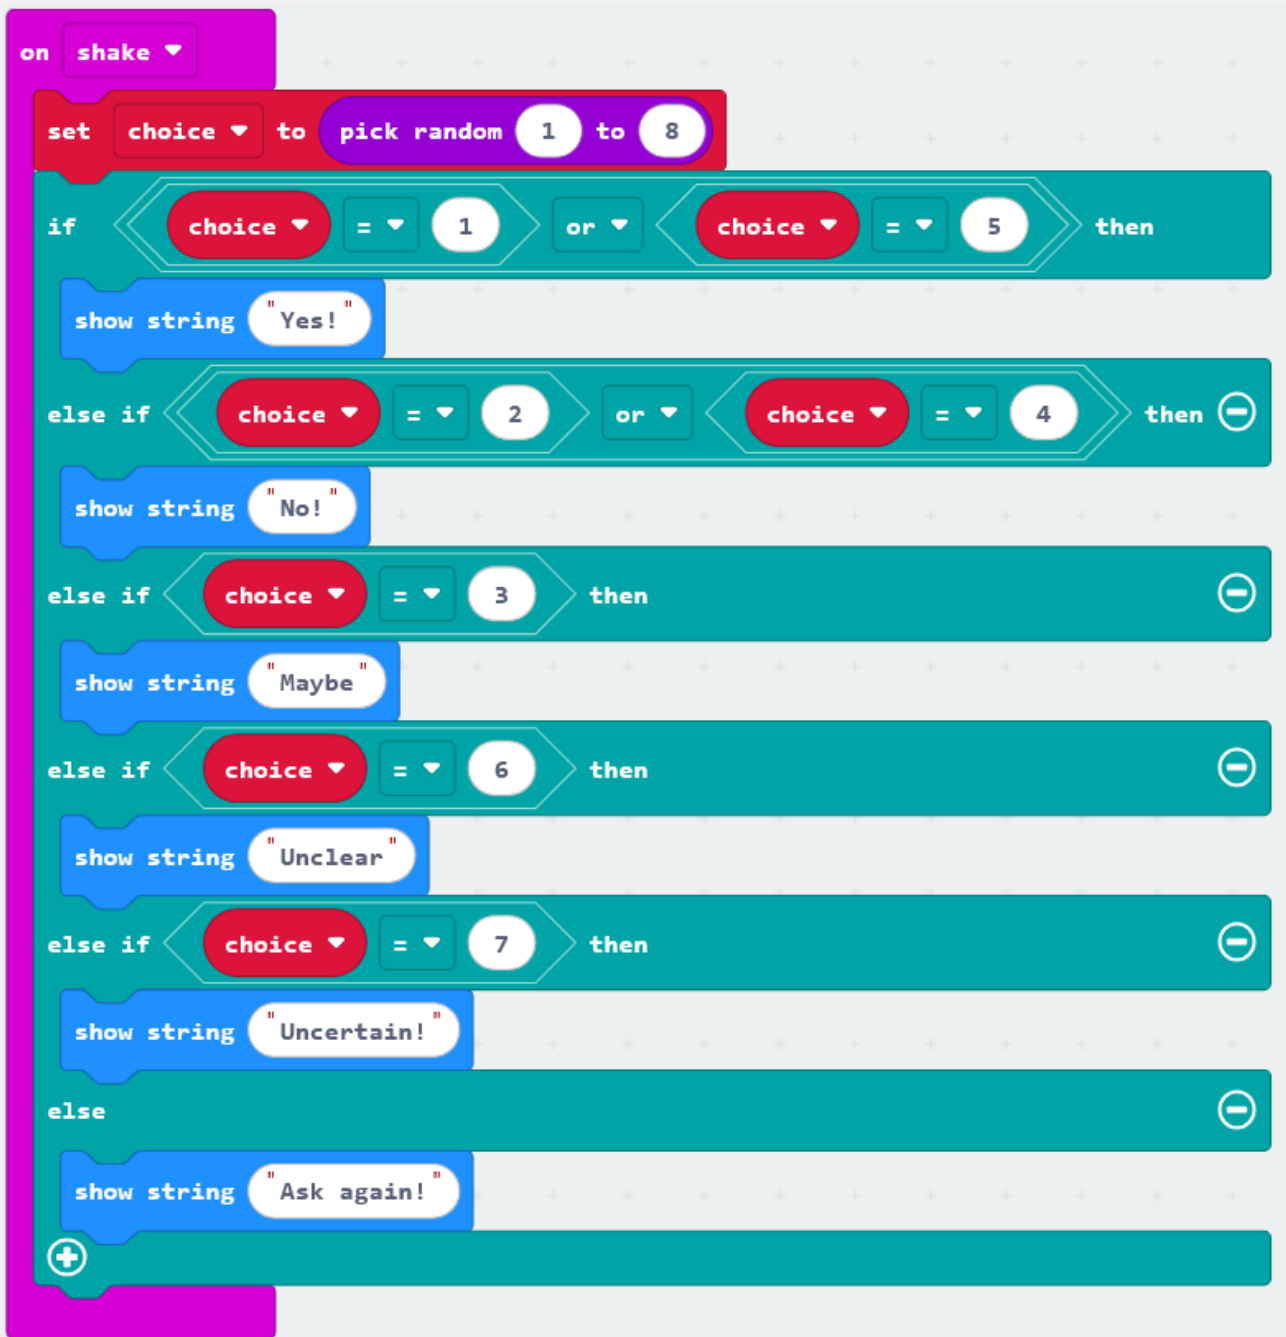 on shake
set choice to pick random 1 to 8
if choice = 1 or choice = 5 then
show string "Yes!"
else if choice = 2 or choice = 4 then
show string "No!"
else if choice = 3 then
show string "Maybe"
else if choice = 6 then
show string "Unclear"
else if choice = 7 then
show string "Uncertain!"
else
show string "Ask again!"